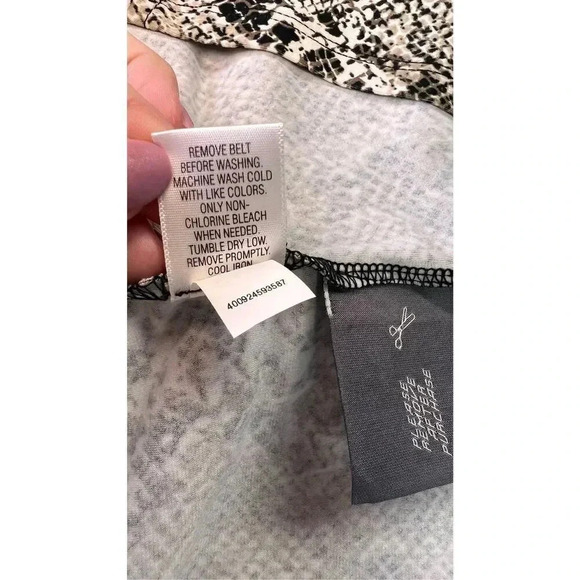 REMOVE BELT
BEFORE WASHING.
MACHINE WASH COLD
WITH LIKE COLORS.
ONLY NON-
CHLORINE BLEACH
WHEN NEEDED.
TUMBLE DRY LOW.
REMOVE PROMPTLY.
COOL IRON
400924593587
PLEASE
REMOVE
AFTER
PURCHASE